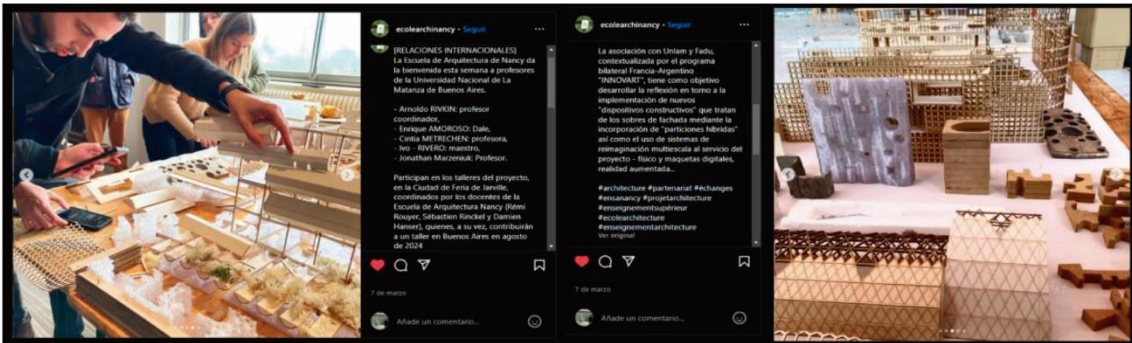 ecolearchinancy • Seguir
[RELACIONES INTERNACIONALES]
La Escuela de Arquitectura de Nancy da
la bienvenida esta semana a profesores
de la Universidad Nacional de La
Matanza de Buenos Aires.
- Arnoldo RIVKIN: profesor
coordinador,
- Enrique AMOROSO: Dale,
- Cintia METRECHEN: profesora,
- Ivo - RIVERO: maestro,
- Jonathan Marzeniuk: Profesor.
Participan en los talleres del proyecto,
en la Ciudad de Feria de Jarville,
coordinados por los docentes de la
Escuela de Arquitectura Nancy (Rémi
Rouyer, Sébastien Rinckel y Damien
Hanser), quienes, a su vez, contribuirán
a un taller en Buenos Aires en agosto
de 2024
7 de marzo
Añade un comentario...
ecolearchinancy • Seguir
La asociación con Unlam y Fadu,
contextualizada por el programa
bilateral Francia-Argentino
"INNOVART", tiene como objetivo
desarrollar la reflexión en torno a la
implementación de nuevos
"dispositivos constructivos" que tratan
de los sobres de fachada mediante la
incorporación de "particiones híbridas"
así como el uso de sistemas de
reimaginación multiescala al servicio del
proyecto - físico y maquetas digitales,
realidad aumentada...
#architecture #partenariat #échanges
#ensanancy #projetarchitecture
#enseignementsupérieur
#ecolearchitecture
#enseignementarchitecture
Ver original
7 de marzo
Añade un comentario...